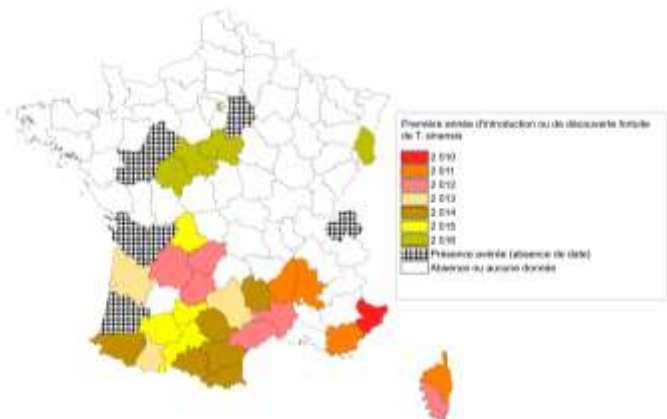 Première année d'introduction ou de découverte fortuite
de T. sinensis
2 010
2 011
2 012
2 013
2 014
2 015
2 016
Présence avérée (absence de date)
Absence ou aucune donnée